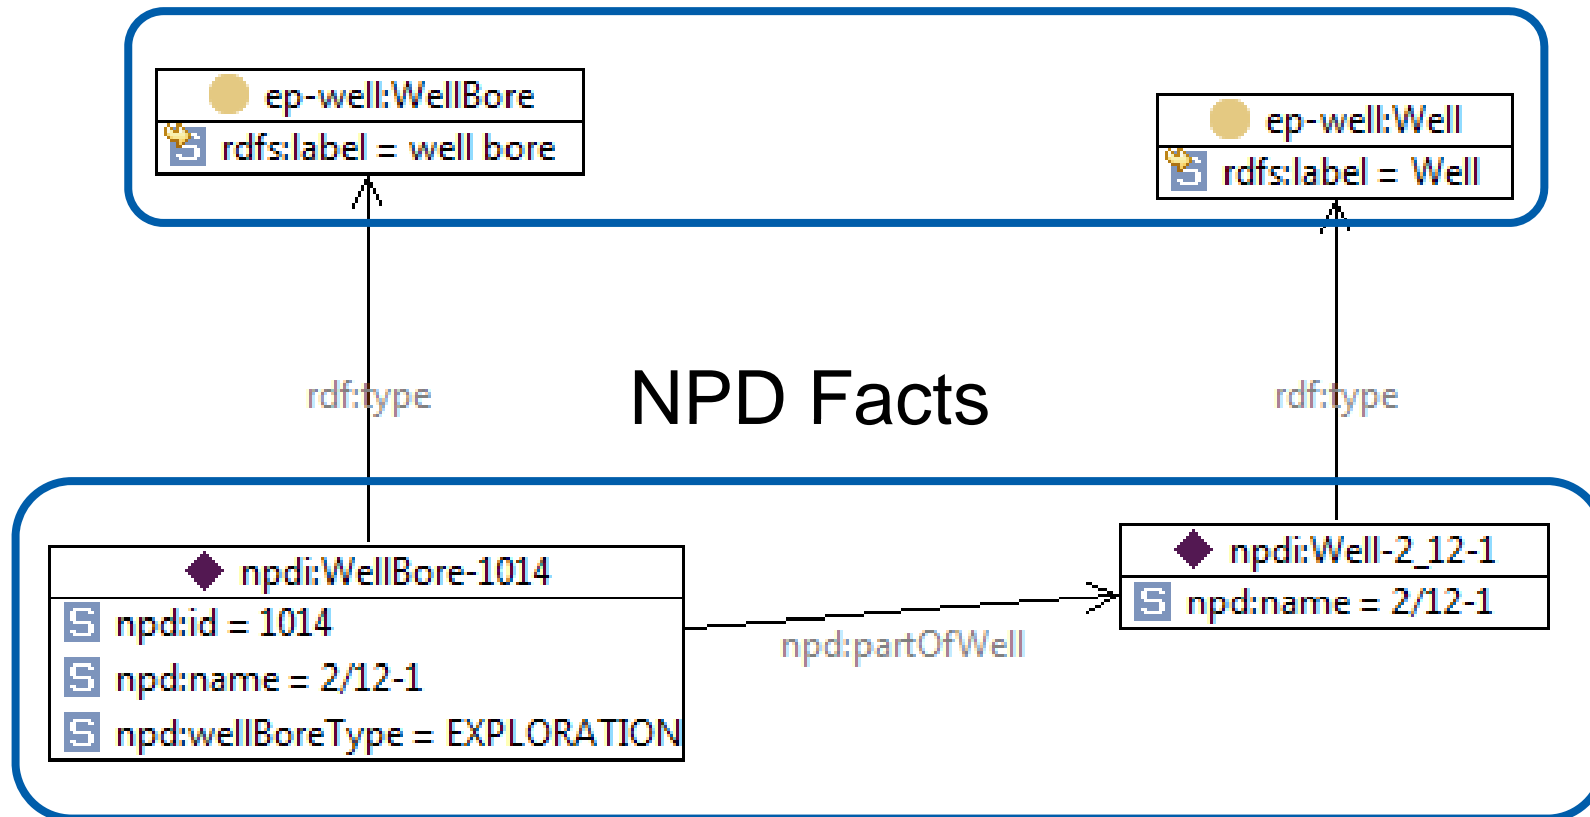 ep-well:WellBore
S rdfs:label = well bore
ep-well:Well
S rdfs:label = Well
rdf:type
NPD Facts
rdf:type
npdi:WellBore-1014
S npd:id = 1014
S npd:name = 2/12-1
S npd:wellBoreType = EXPLORATION
npd:partOfWell
npdi:Well-2_12-1
S npd:name = 2/12-1